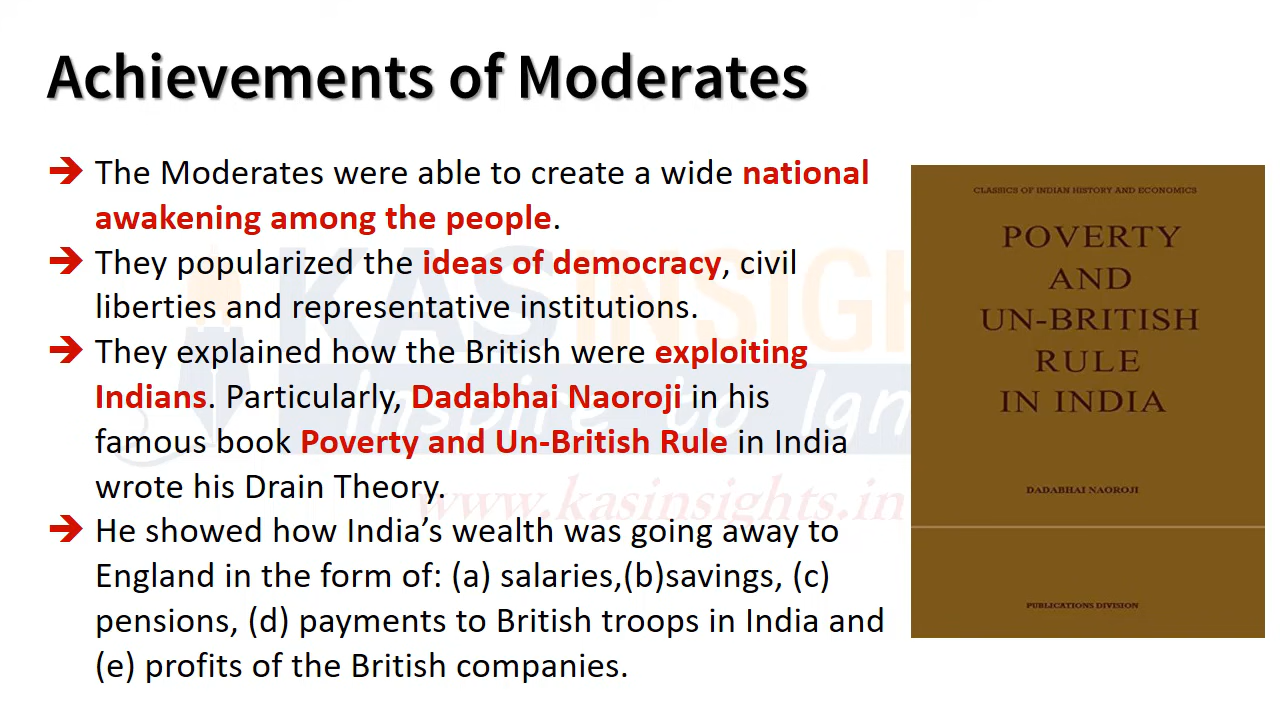 Achievements of Moderates
➔ The Moderates were able to create a wide national
awakening among the people.
➔ They popularized the ideas of democracy, civil
liberties and representative institutions.
➔ They explained how the British were exploiting
Indians. Particularly, Dadabhai Naoroji in his
famous book Poverty and Un-British Rule in India
wrote his Drain Theory.
➔ He showed how India’s wealth was going away to
England in the form of: (a) salaries,(b)savings, (c)
pensions, (d) payments to British troops in India and
(e) profits of the British companies.
CLASSICS OF INDIAN HISTORY AND ECONOMICS
POVERTY
AND
UN-BRITISH
RULE
IN INDIA
DADABHAI NAOROJI
PUBLICATIONS DIVISION
KAS INSIGH
Inspire to
www.kasinsights.in